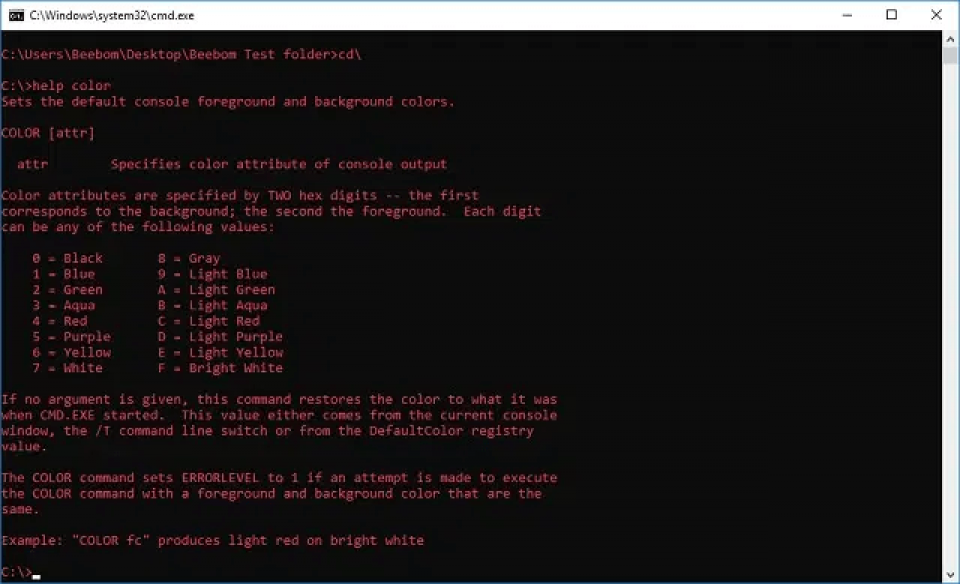 C:\Windows\system32\cmd.exe
C:\Users\Beebom\Desktop\Beebom Test folder>cd\
C:\>help color
Sets the default console foreground and background colors.
COLOR [attr]
attr        Specifies color attribute of console output
Color attributes are specified by TWO hex digits -- the first
corresponds to the background; the second the foreground.  Each digit
can be any of the following values:
0 = Black       8 = Gray
1 = Blue        9 = Light Blue
2 = Green       A = Light Green
3 = Aqua        B = Light Aqua
4 = Red         C = Light Red
5 = Purple      D = Light Purple
6 = Yellow      E = Light Yellow
7 = White       F = Bright White
If no argument is given, this command restores the color to what it was
when CMD.EXE started.  This value either comes from the current console
window, the /T command line switch or from the DefaultColor registry
value.
The COLOR command sets ERRORLEVEL to 1 if an attempt is made to execute
the COLOR command with a foreground and background color that are the
same.
Example: "COLOR fc" produces light red on bright white
C:\>